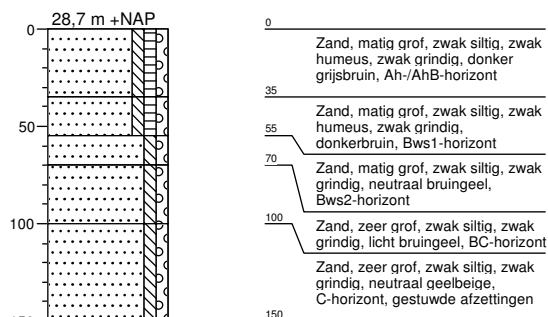 28,7 m +NAP
0
50
100
0
Zand, matig grof, zwak siltig, zwak
humeus, zwak grindig, donker
grijsbruin, Ah-/AhB-horizont
35
Zand, matig grof, zwak siltig, zwak
humeus, zwak grindig,
donkerbruin, Bws1-horizont
55
70
Zand, matig grof, zwak siltig, zwak
grindig, neutraal bruingeel,
Bws2-horizont
100
Zand, zeer grof, zwak siltig, zwak
grindig, licht bruingeel, BC-horizont
Zand, zeer grof, zwak siltig, zwak
grindig, neutraal geelbeige,
C-horizont, gestuwde afzettingen
150